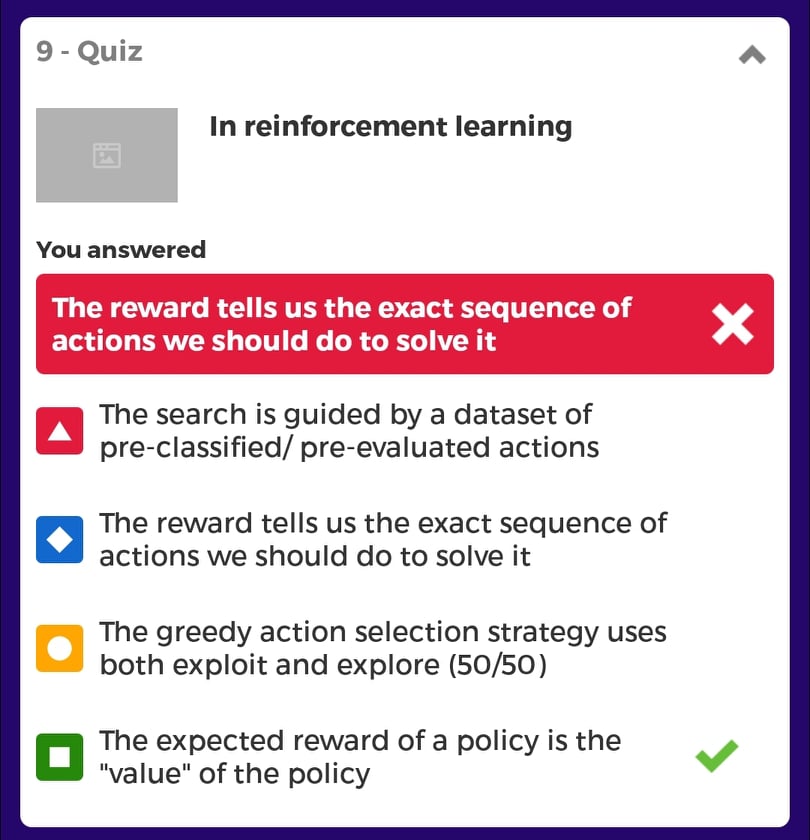 9 - Quiz
In reinforcement learning
You answered
The reward tells us the exact sequence of
actions we should do to solve it
The search is guided by a dataset of
pre-classified/ pre-evaluated actions
The reward tells us the exact sequence of
actions we should do to solve it
The greedy action selection strategy uses
both exploit and explore (50/50)
The expected reward of a policy is the
"value" of the policy